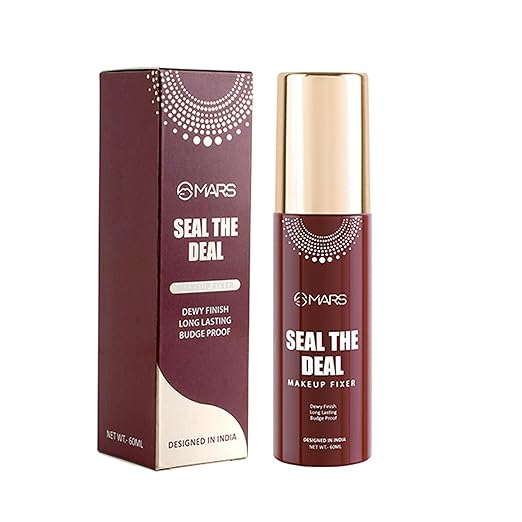 MARS
SEAL THE
DEAL
MAKEUP FIXER
DEWY FINISH
LONG LASTING
BUDGE PROOF
DESIGNED IN INDIA
NET WT.- 60ML
MARS
SEAL THE
DEAL
MAKEUP FIXER
Dewy Finish
Long Lasting
Budge Proof
DESIGNED IN INDIA
NET WT.-60ML